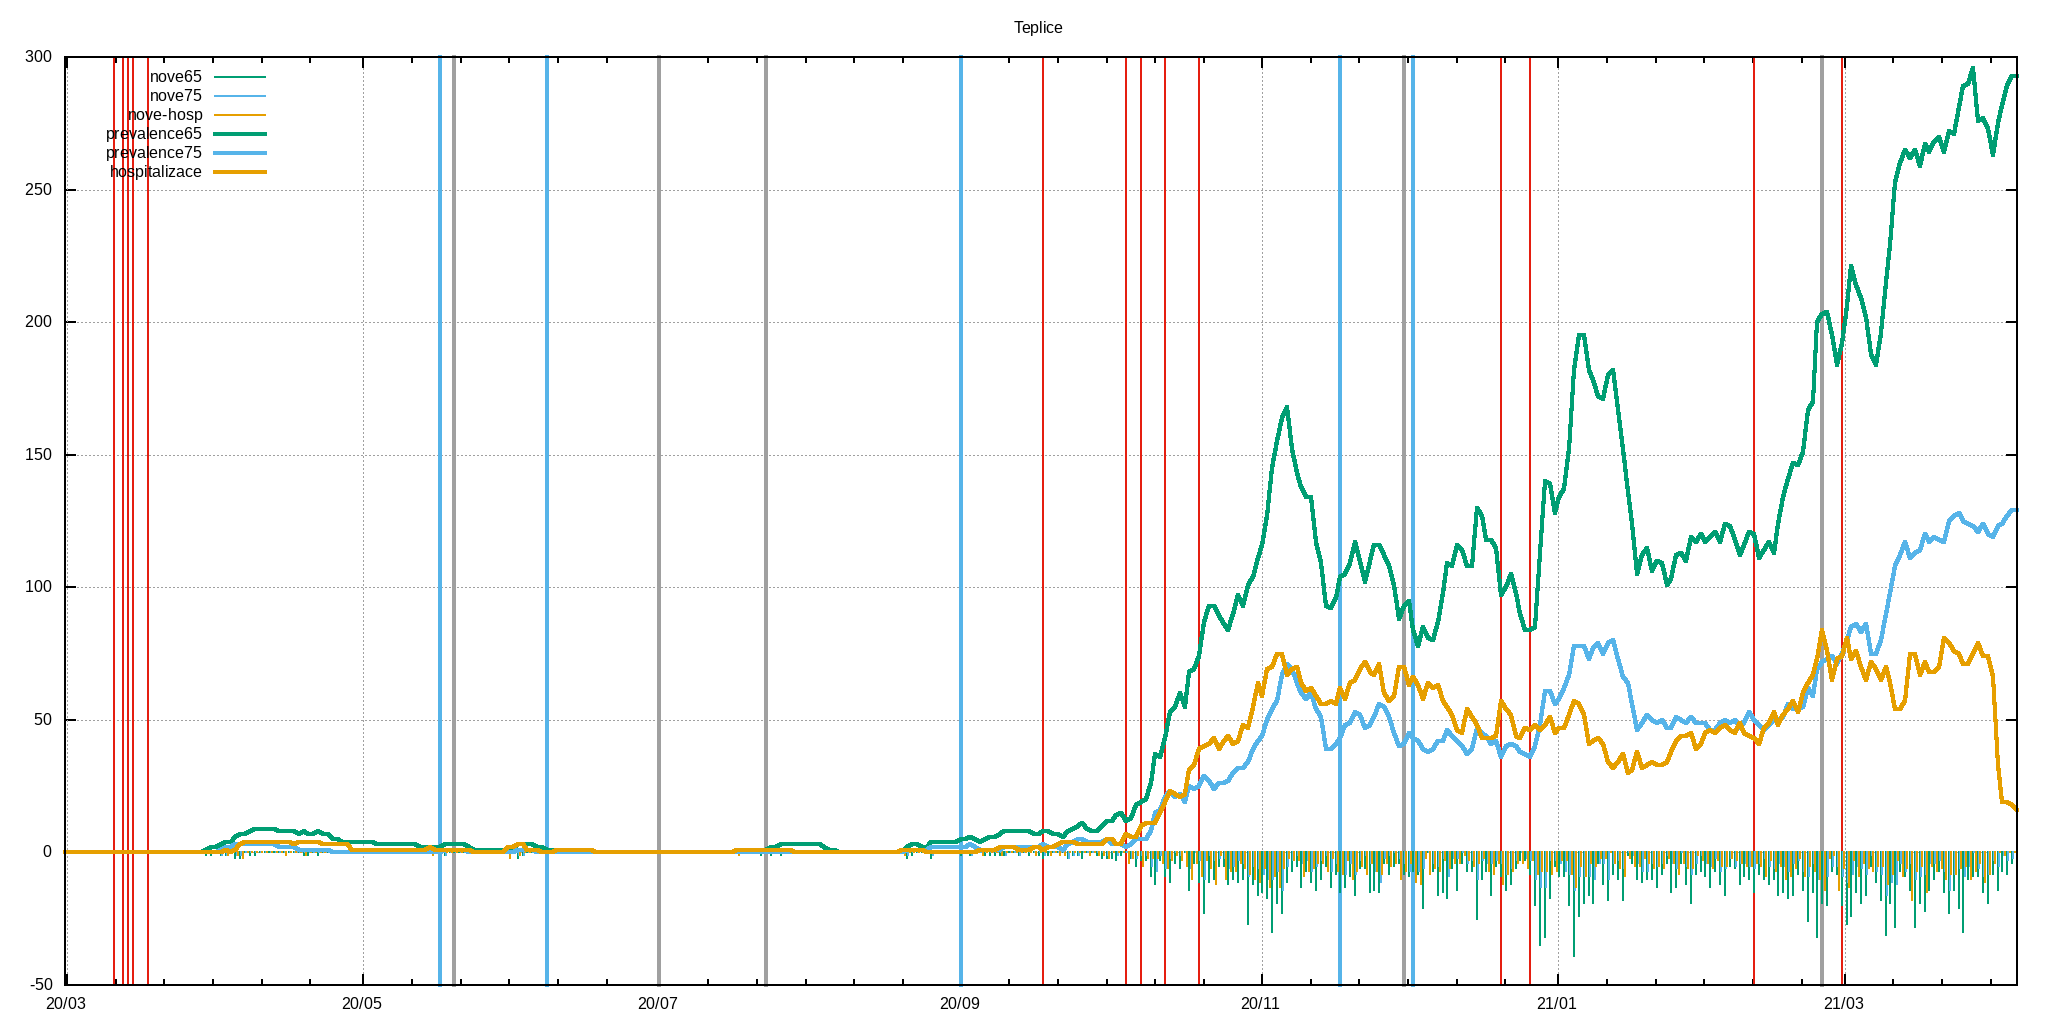 Teplice
300
250
200
150
100
50
0
-50
nove65
nove75
nove-hosp
prevalence65
prevalence75
hospitalizace
20/03 20/05 20/07 20/09 20/11 21/01 21/03